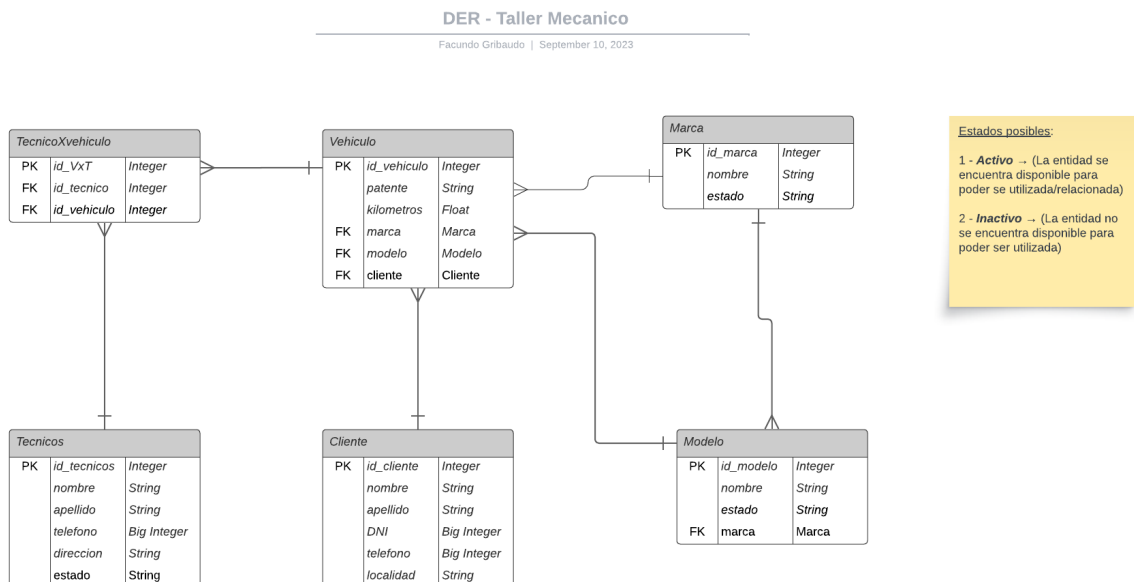 DER - Taller Mecanico
Facundo Gribaudo | September 10, 2023
TecnicoXvehiculo
PK id_VxT Integer
FK id_tecnico Integer
FK id_vehiculo Integer
Vehiculo
PK id_vehiculo Integer
patente String
kilometros Float
FK marca Marca
FK modelo Modelo
FK cliente Cliente
Marca
PK id_marca Integer
nombre String
estado String
Estados posibles:
1 - Activo → (La entidad se
encuentra disponible para
poder se utilizada/relacionada)
2 - Inactivo → (La entidad no
se encuentra disponible para
poder ser utilizada)
Tecnicos
PK id_tecnicos Integer
nombre String
apellido String
telefono Big Integer
direccion String
estado String
Cliente
PK id_cliente Integer
nombre String
apellido String
DNI Big Integer
telefono Big Integer
localidad String
Modelo
PK id_modelo Integer
nombre String
estado String
FK marca Marca